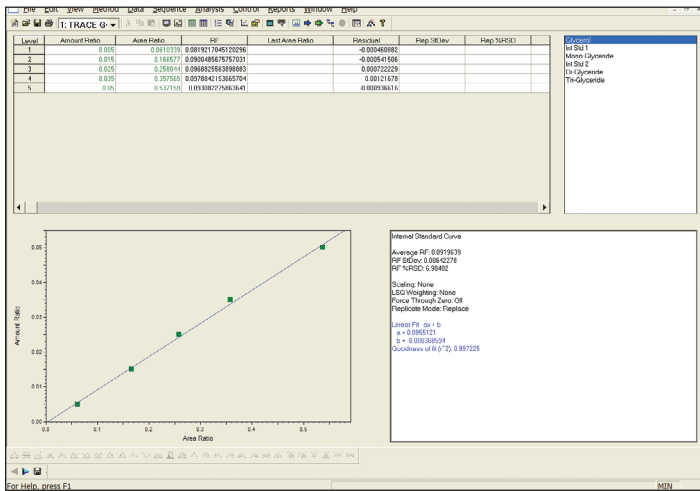 File Edit View Method Data Sequence Analysis Control Reports Window Help
1: TRACE G
Level Amount Ratio Area Ratio RF Last Area Ratio Residual Rep StDev Rep %RSD
1 0.005 0.0610339 0.0819217045120296 -0.000460882
2 0.015 0.166577 0.0900485675757031 -0.000541506
3 0.025 0.258044 0.0968825563898883 0.000722229
4 0.035 0.357565 0.0978842153665704 0.00121678
5 0.05 0.537159 0.093082275863641 -0.000936616
Glycerol
Int Std 1
Mono-Glyceride
Int Std 2
Di-Glyceride
Tri-Glyceride
Amount Ratio
0.05
0.04
0.03
0.02
0.01
0.00
0.0 0.1 0.2 0.3 0.4 0.5
Area Ratio
Internal Standard Curve
Average RF: 0.0919639
RF StDev: 0.00642278
RF %RSD: 6.98402
Scaling: None
LSQ Weighting: None
Force Through Zero: Off
Replicate Mode: Replace
Linear Fit ax + b
a = 0.0955121
b = -0.000368594
Goodness of fit (r^2): 0.997225
For Help, press F1
MIN